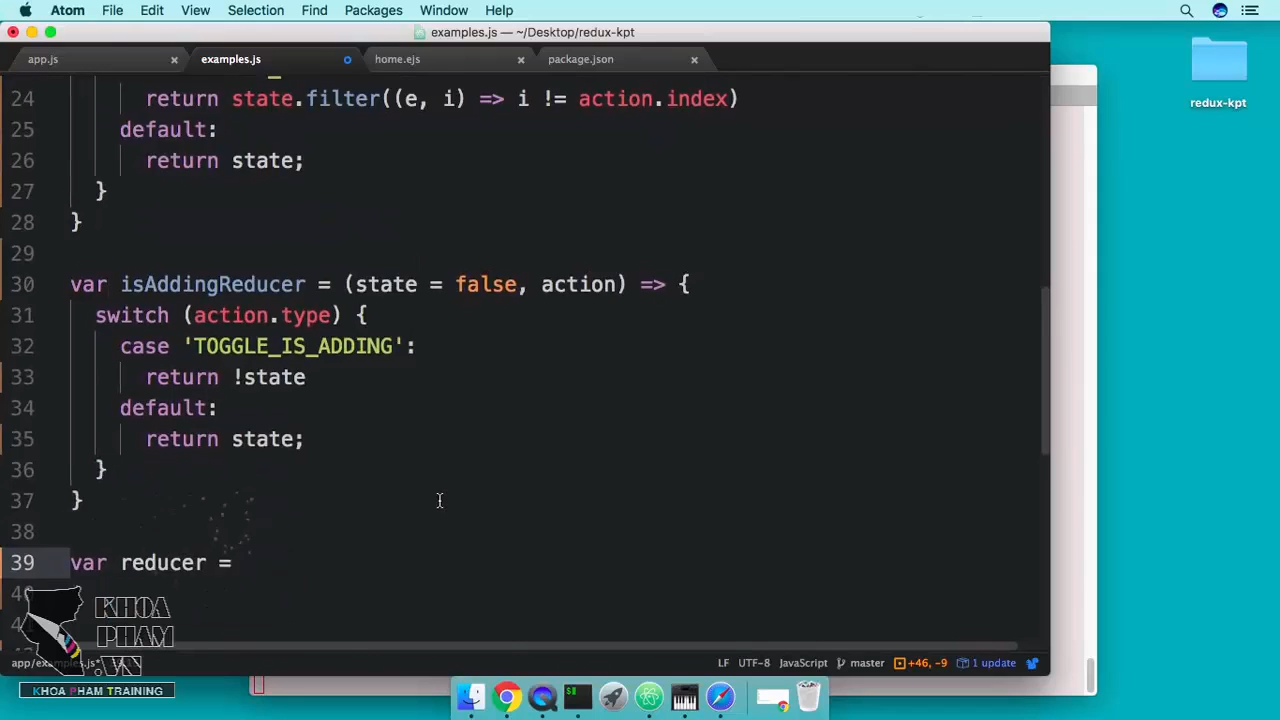 Atom File Edit View Selection Find Packages Window Help
examples.js — ~/Desktop/redux-kpt
app.js examples.js home.ejs package.json
24 return state.filter((e, i) => i != action.index)
25 default:
26 return state;
27 }
28 }
29
30 var isAddingReducer = (state = false, action) => {
31 switch (action.type) {
32 case 'TOGGLE_IS_ADDING':
33 return !state
34 default:
35 return state;
36 }
37 }
38
39 var reducer =
redux-kpt
KHOA
PHAM
.VN
LF UTF-8 JavaScript master +46, -9 1 update
KHOA PHAM TRAINING